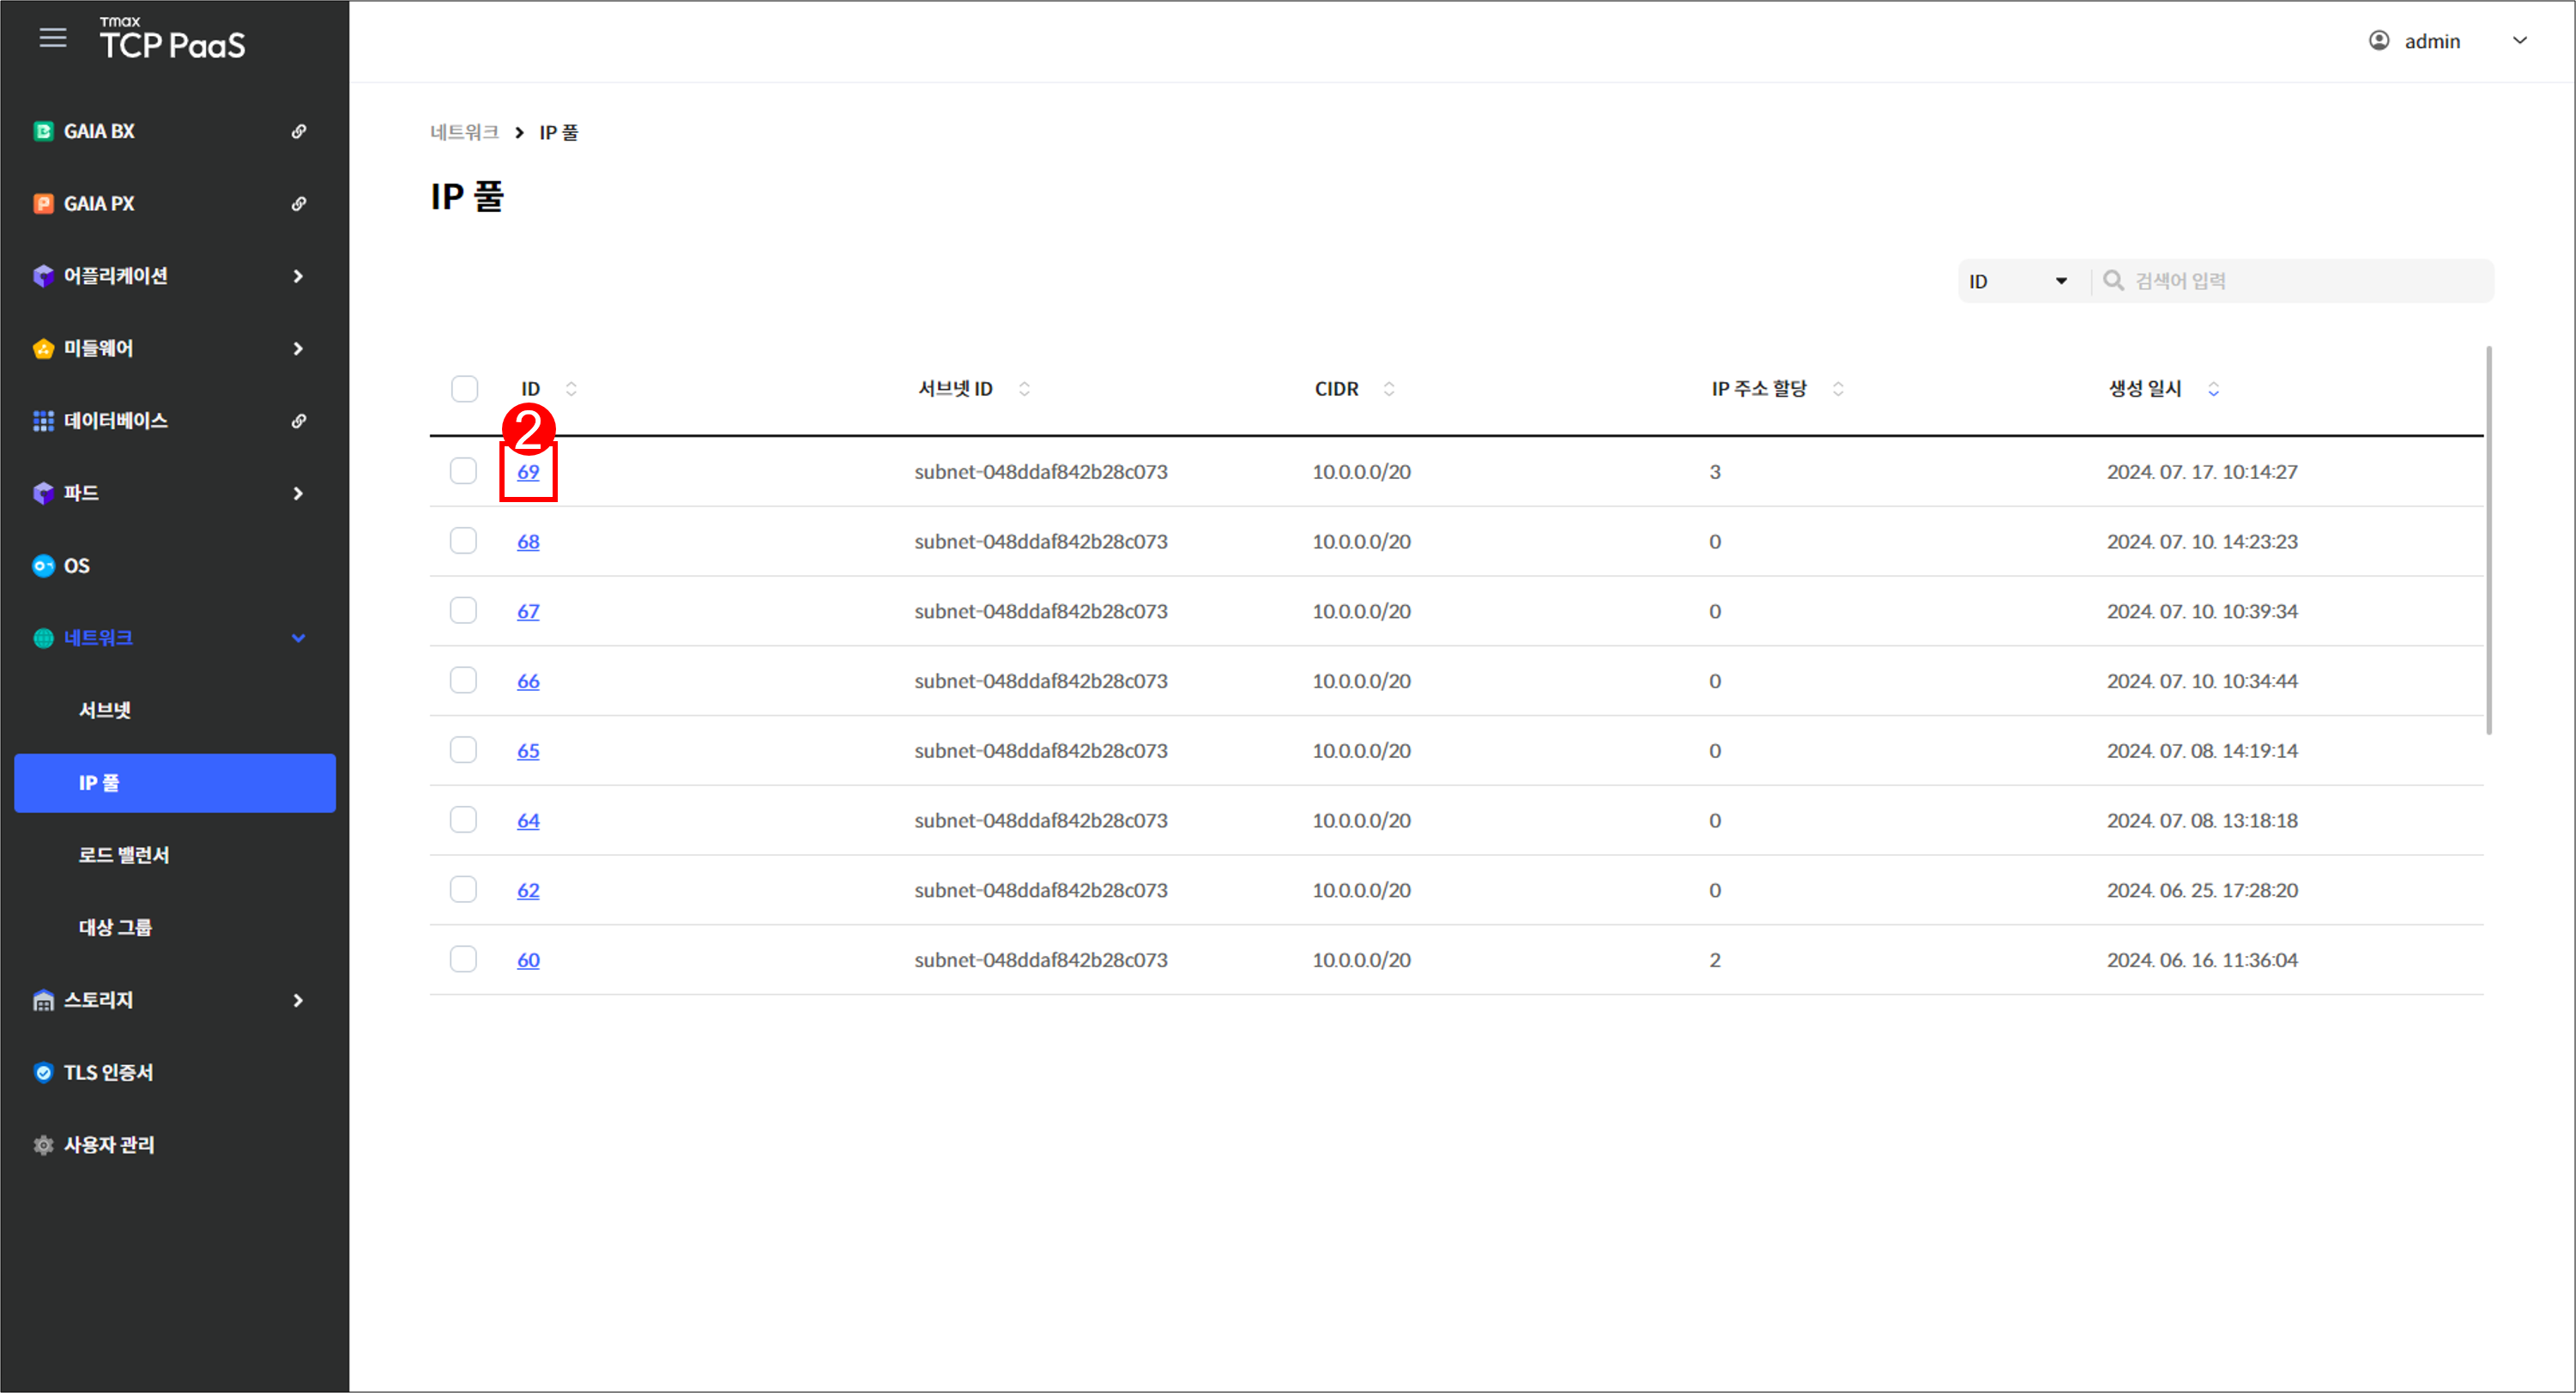 Tmax
TCP PaaS
admin
GAIA BX
GAIA PX
어플리케이션
미들웨어
데이터베이스
파드
OS
네트워크
서브넷
IP 풀
로드 밸런서
대상 그룹
스토리지
TLS 인증서
사용자 관리
네트워크 IP 풀
IP 풀
ID 검색어 입력
ID 서브넷 ID CIDR IP 주소 할당 생성 일시
2
69 subnet-048ddaf842b28c073 10.0.0.0/20 3 2024. 07. 17. 10:14:27
68 subnet-048ddaf842b28c073 10.0.0.0/20 0 2024. 07. 10. 14:23:23
67 subnet-048ddaf842b28c073 10.0.0.0/20 0 2024. 07. 10. 10:39:34
66 subnet-048ddaf842b28c073 10.0.0.0/20 0 2024. 07. 10. 10:34:44
65 subnet-048ddaf842b28c073 10.0.0.0/20 0 2024. 07. 08. 14:19:14
64 subnet-048ddaf842b28c073 10.0.0.0/20 0 2024. 07. 08. 13:18:18
62 subnet-048ddaf842b28c073 10.0.0.0/20 0 2024. 06. 25. 17:28:20
60 subnet-048ddaf842b28c073 10.0.0.0/20 2 2024. 06. 16. 11:36:04